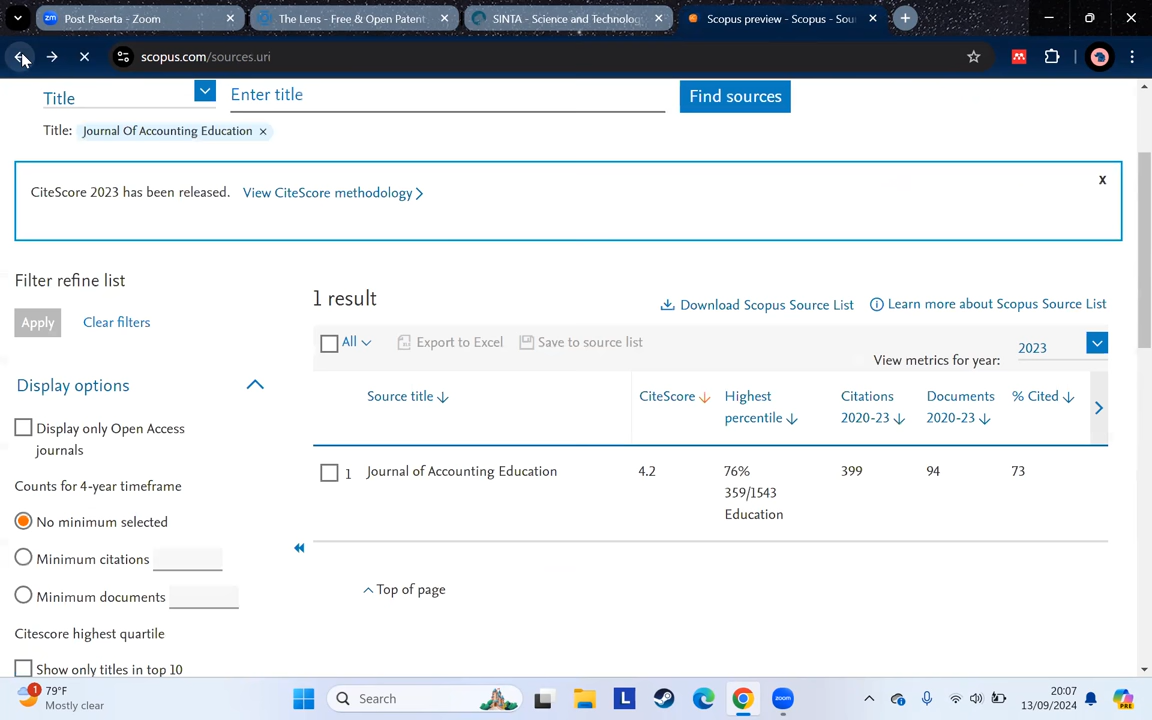 Post Peserta - Zoom
The Lens - Free & Open Patent
SINTA - Science and Technolog
Scopus preview - Scopus - Sou
scopus.com/sources.uri
Title
Enter title
Find sources
Title: Journal Of Accounting Education ×
CiteScore 2023 has been released. View CiteScore methodology
x
Filter refine list
Apply
Clear filters
Display options
Display only Open Access
journals
Counts for 4-year timeframe
No minimum selected
Minimum citations
Minimum documents
Citescore highest quartile
Show only titles in top 10
1 result
Download Scopus Source List
Learn more about Scopus Source List
All
Export to Excel
Save to source list
View metrics for year:
2023
Source title
CiteScore
Highest
percentile
Citations
2020-23
Documents
2020-23
% Cited
1
Journal of Accounting Education
4.2
76%
359/1543
Education
399
94
73
Top of page
1
79°F
Mostly clear
Search
L
zoom
20:07
13/09/2024
PRE